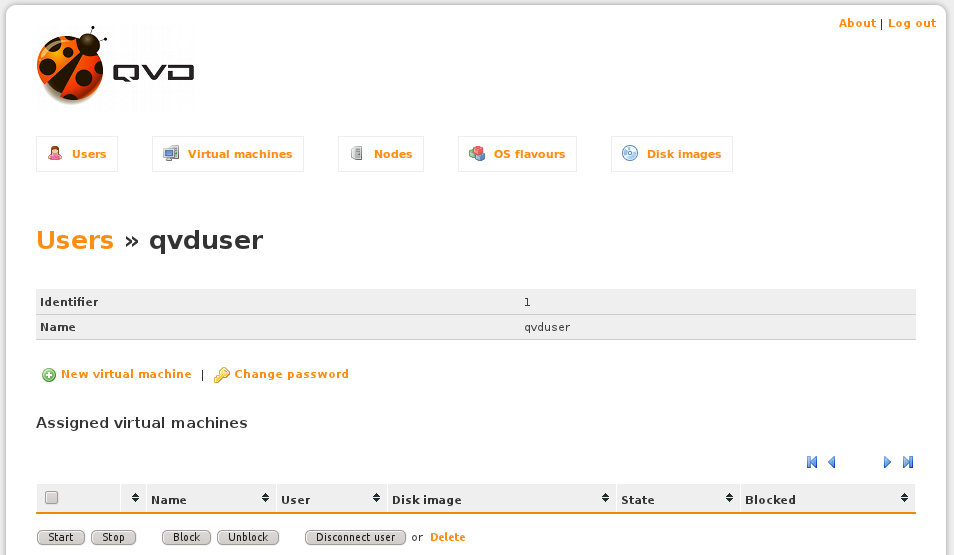 About | Log out
QVD
Users Virtual machines Nodes OS flavours Disk images
Users » qvduser
Identifier 1
Name qvduser
New virtual machine | Change password
Assigned virtual machines
Name User Disk image State Blocked
Start Stop Block Unblock Disconnect user or Delete